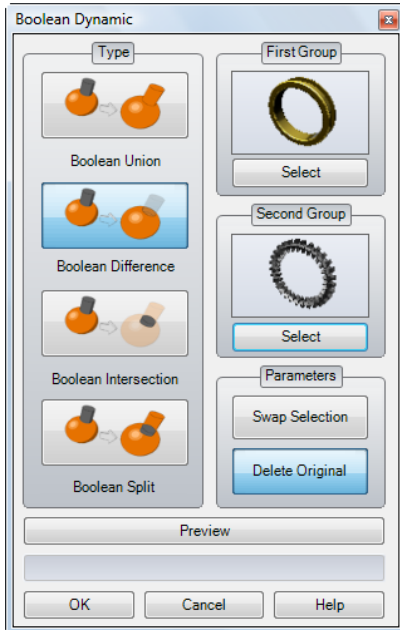 Boolean Dynamic
Type
Boolean Union
Boolean Difference
Boolean Intersection
Boolean Split
First Group
Select
Second Group
Select
Parameters
Swap Selection
Delete Original
Preview
OK
Cancel
Help